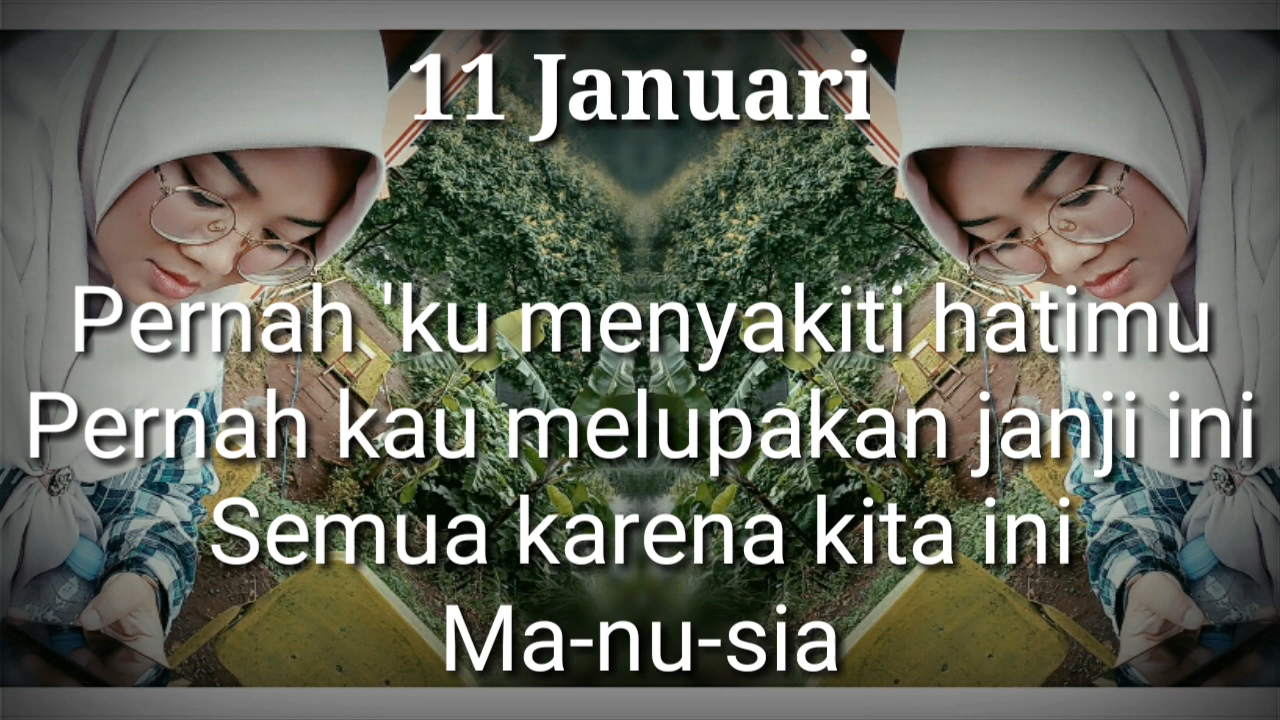 11 Januari
Pernah 'ku menyakiti hatimu
Pernah kau melupakan janji ini
Semua karena kita ini
Ma-nu-sia